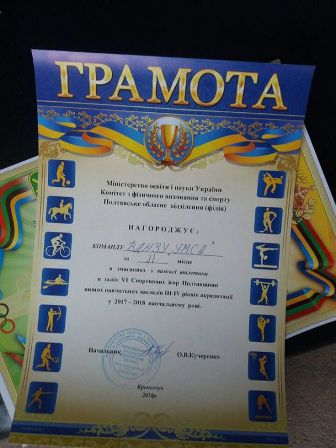 ГРАМОТА
Міністерство освіти і науки України
Комітет з фізичного виховання та спорту
Полтавське обласне відділення (філія)
НАГОРОДЖУЄ:
КОМАНДУ ВДНЗУ „УМСА"
за II місце
в змаганнях з
в залік VI Спортивних ігор Полтавщини
вищих навчальних закладів III-IV рівнів акредитації
у 2017 - 2018 навчальному році.
Начальник О.В.Кучеренко
Кременчук
2018р.